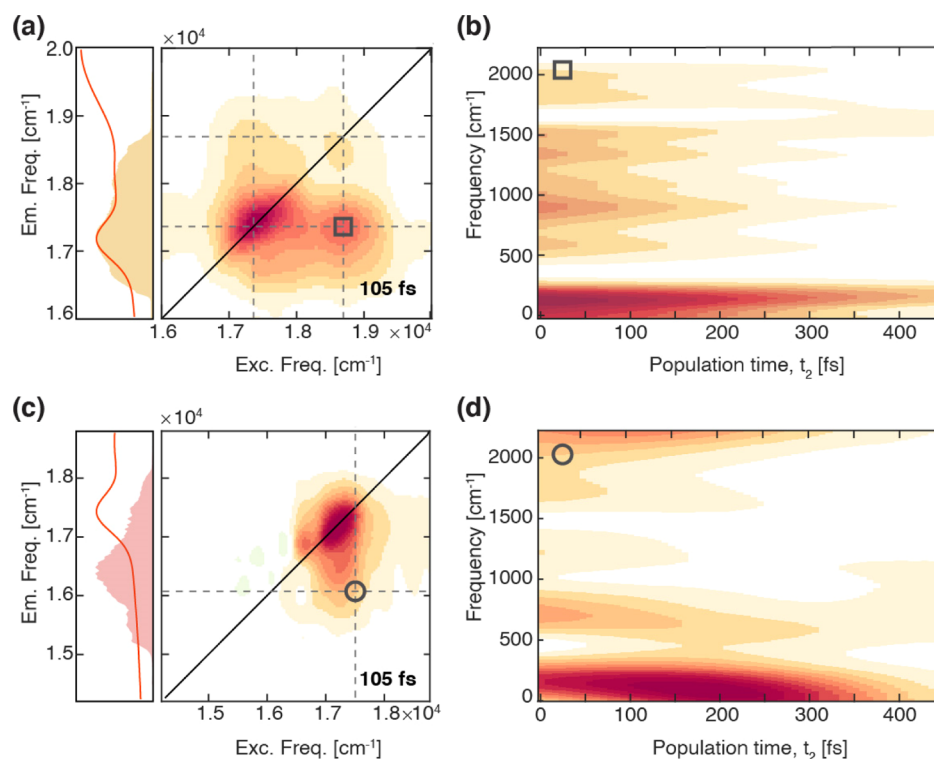 (a)
×10⁴
2.0
1.9
1.8
1.7
1.6
Em. Freq. [cm⁻¹]
105 fs
1.6 1.7 1.8 1.9 ×10⁴
Exc. Freq. [cm⁻¹]
(b)
2000
1500
1000
500
0
Frequency [cm⁻¹]
0 100 200 300 400
Population time, t₂ [fs]
(c)
×10⁴
1.8
1.7
1.6
1.5
Em. Freq. [cm⁻¹]
105 fs
1.5 1.6 1.7 1.8 ×10⁴
Exc. Freq. [cm⁻¹]
(d)
2000
1500
1000
500
0
Frequency [cm⁻¹]
0 100 200 300 400
Population time, t₂ [fs]